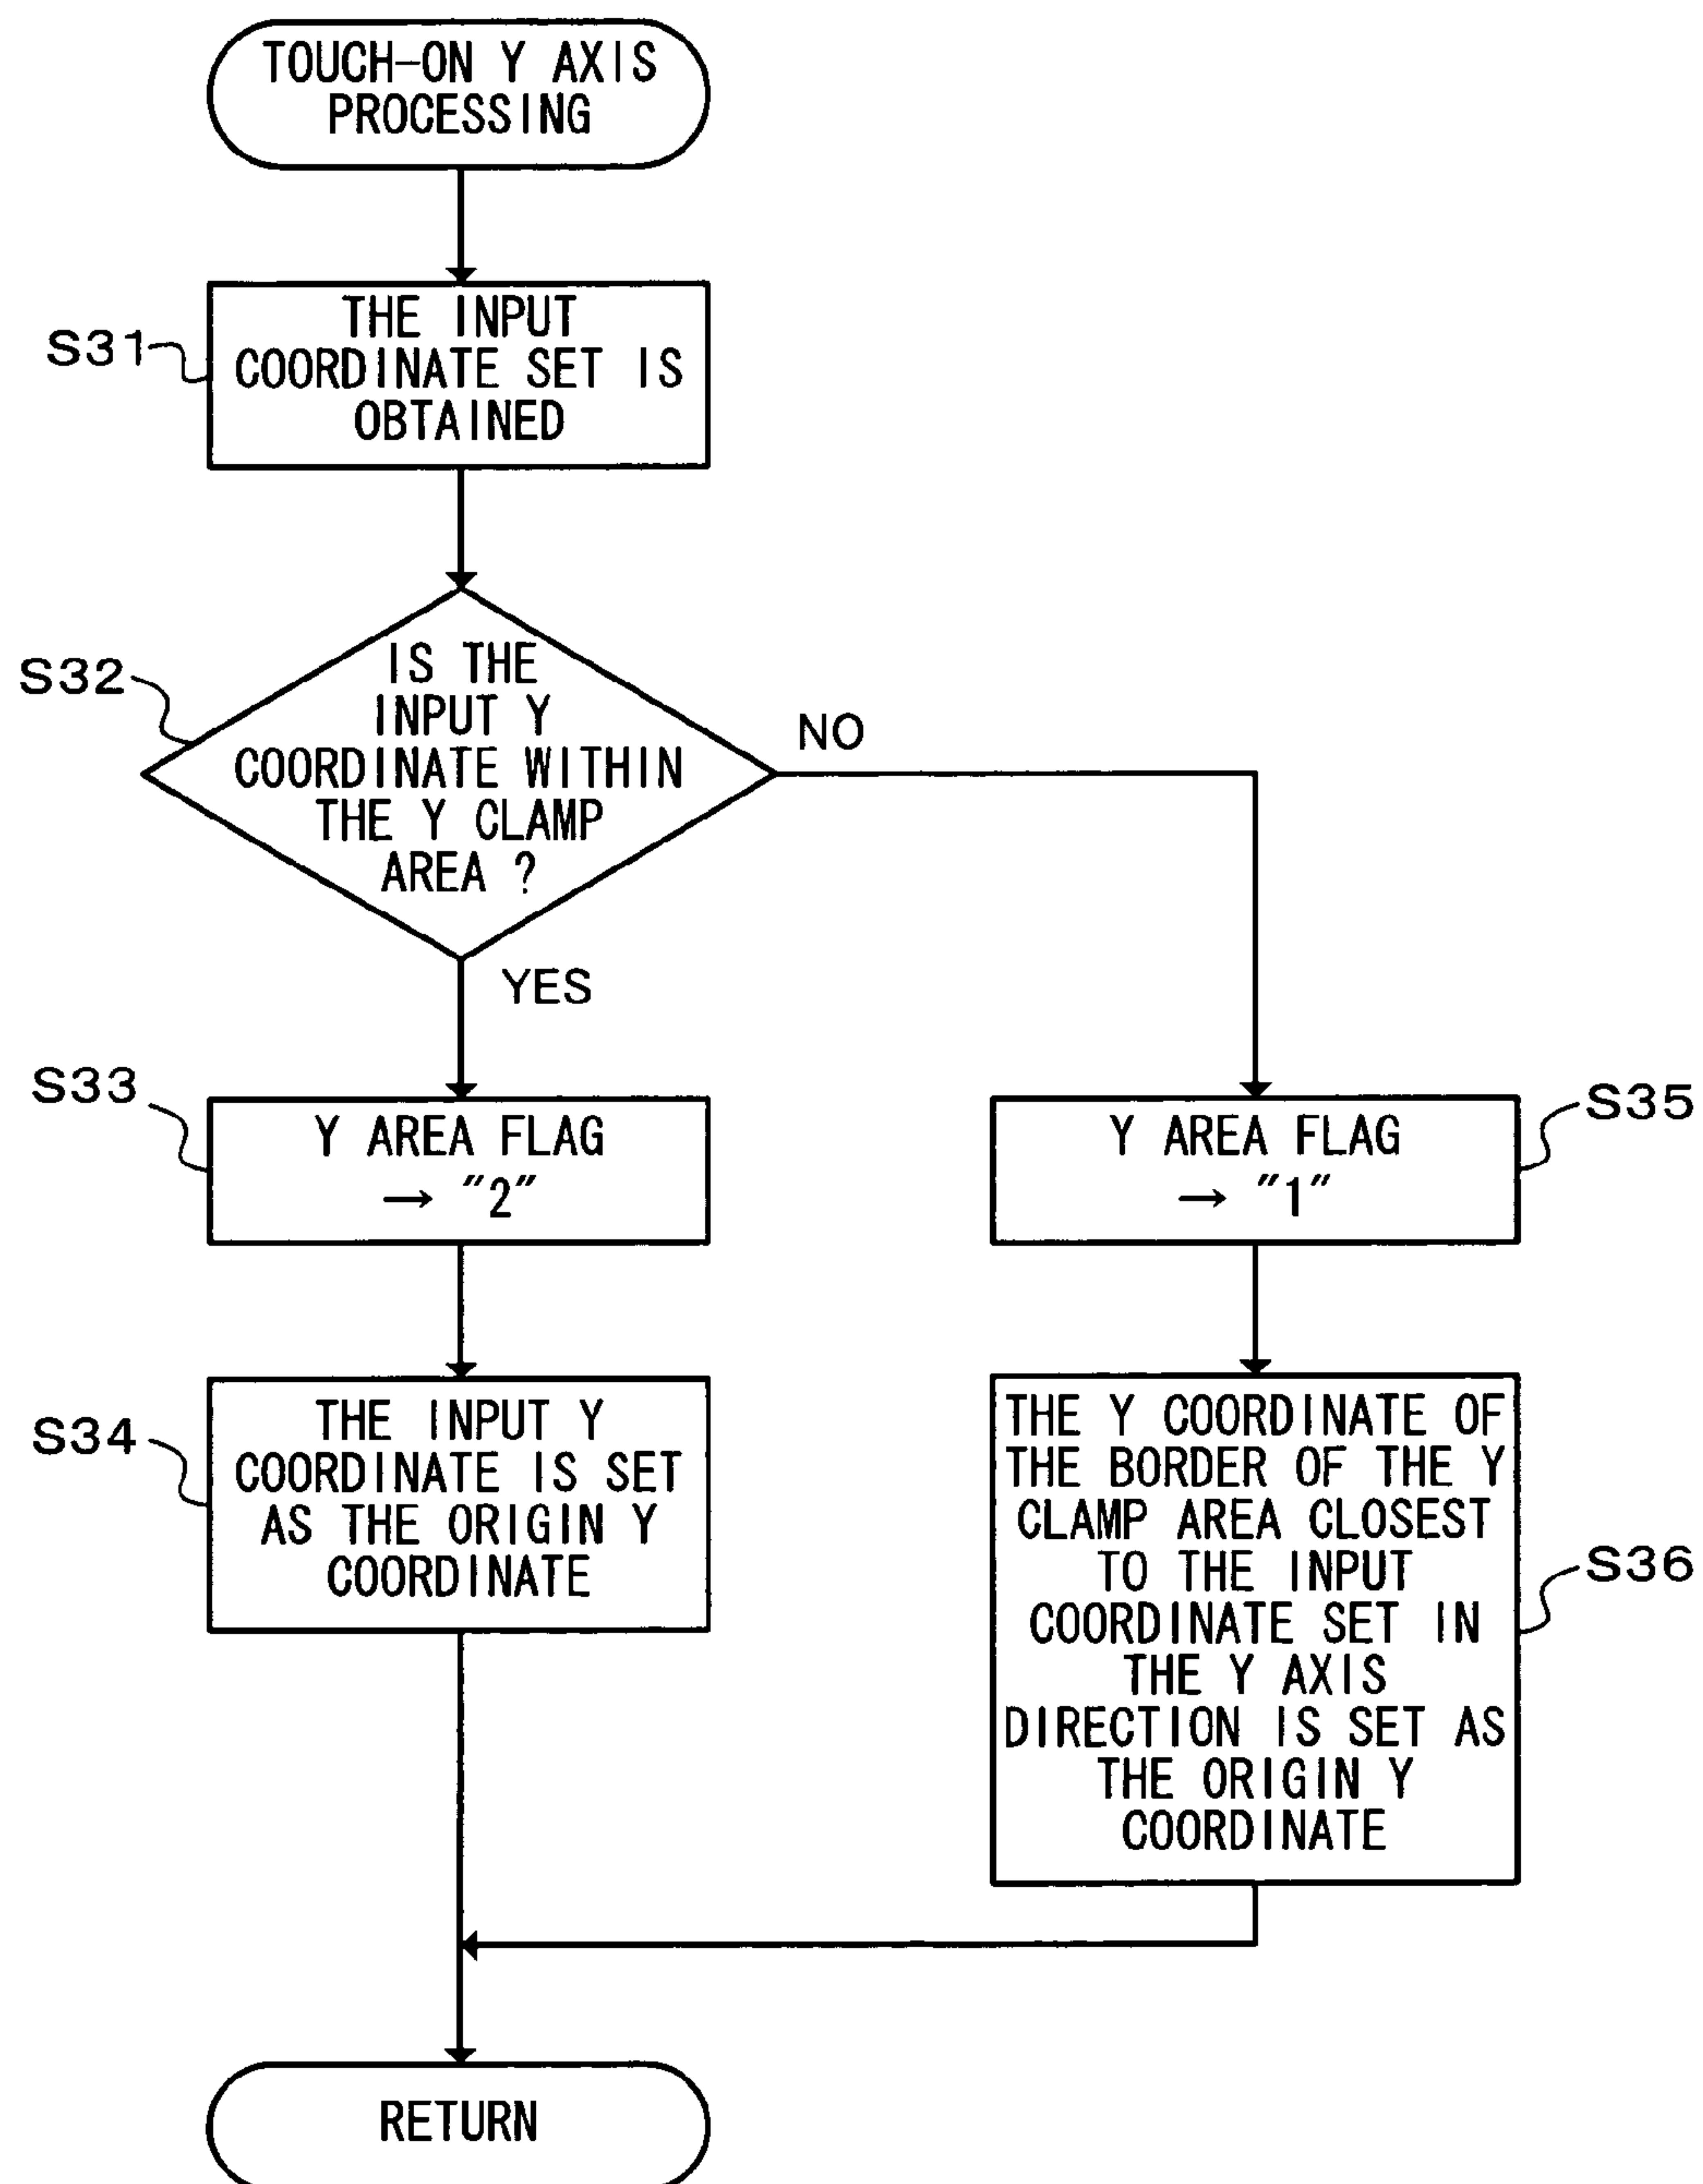 TOUCH-ON Y AXIS
PROCESSING
S31
THE INPUT
COORDINATE SET IS
OBTAINED
S32
IS THE
INPUT Y
COORDINATE WITHIN
THE Y CLAMP
AREA ?
NO
YES
S33
Y AREA FLAG
→ "2"
S35
Y AREA FLAG
→ "1"
S34
THE INPUT Y
COORDINATE IS SET
AS THE ORIGIN Y
COORDINATE
S36
THE Y COORDINATE OF
THE BORDER OF THE Y
CLAMP AREA CLOSEST
TO THE INPUT
COORDINATE SET IN
THE Y AXIS
DIRECTION IS SET AS
THE ORIGIN Y
COORDINATE
RETURN